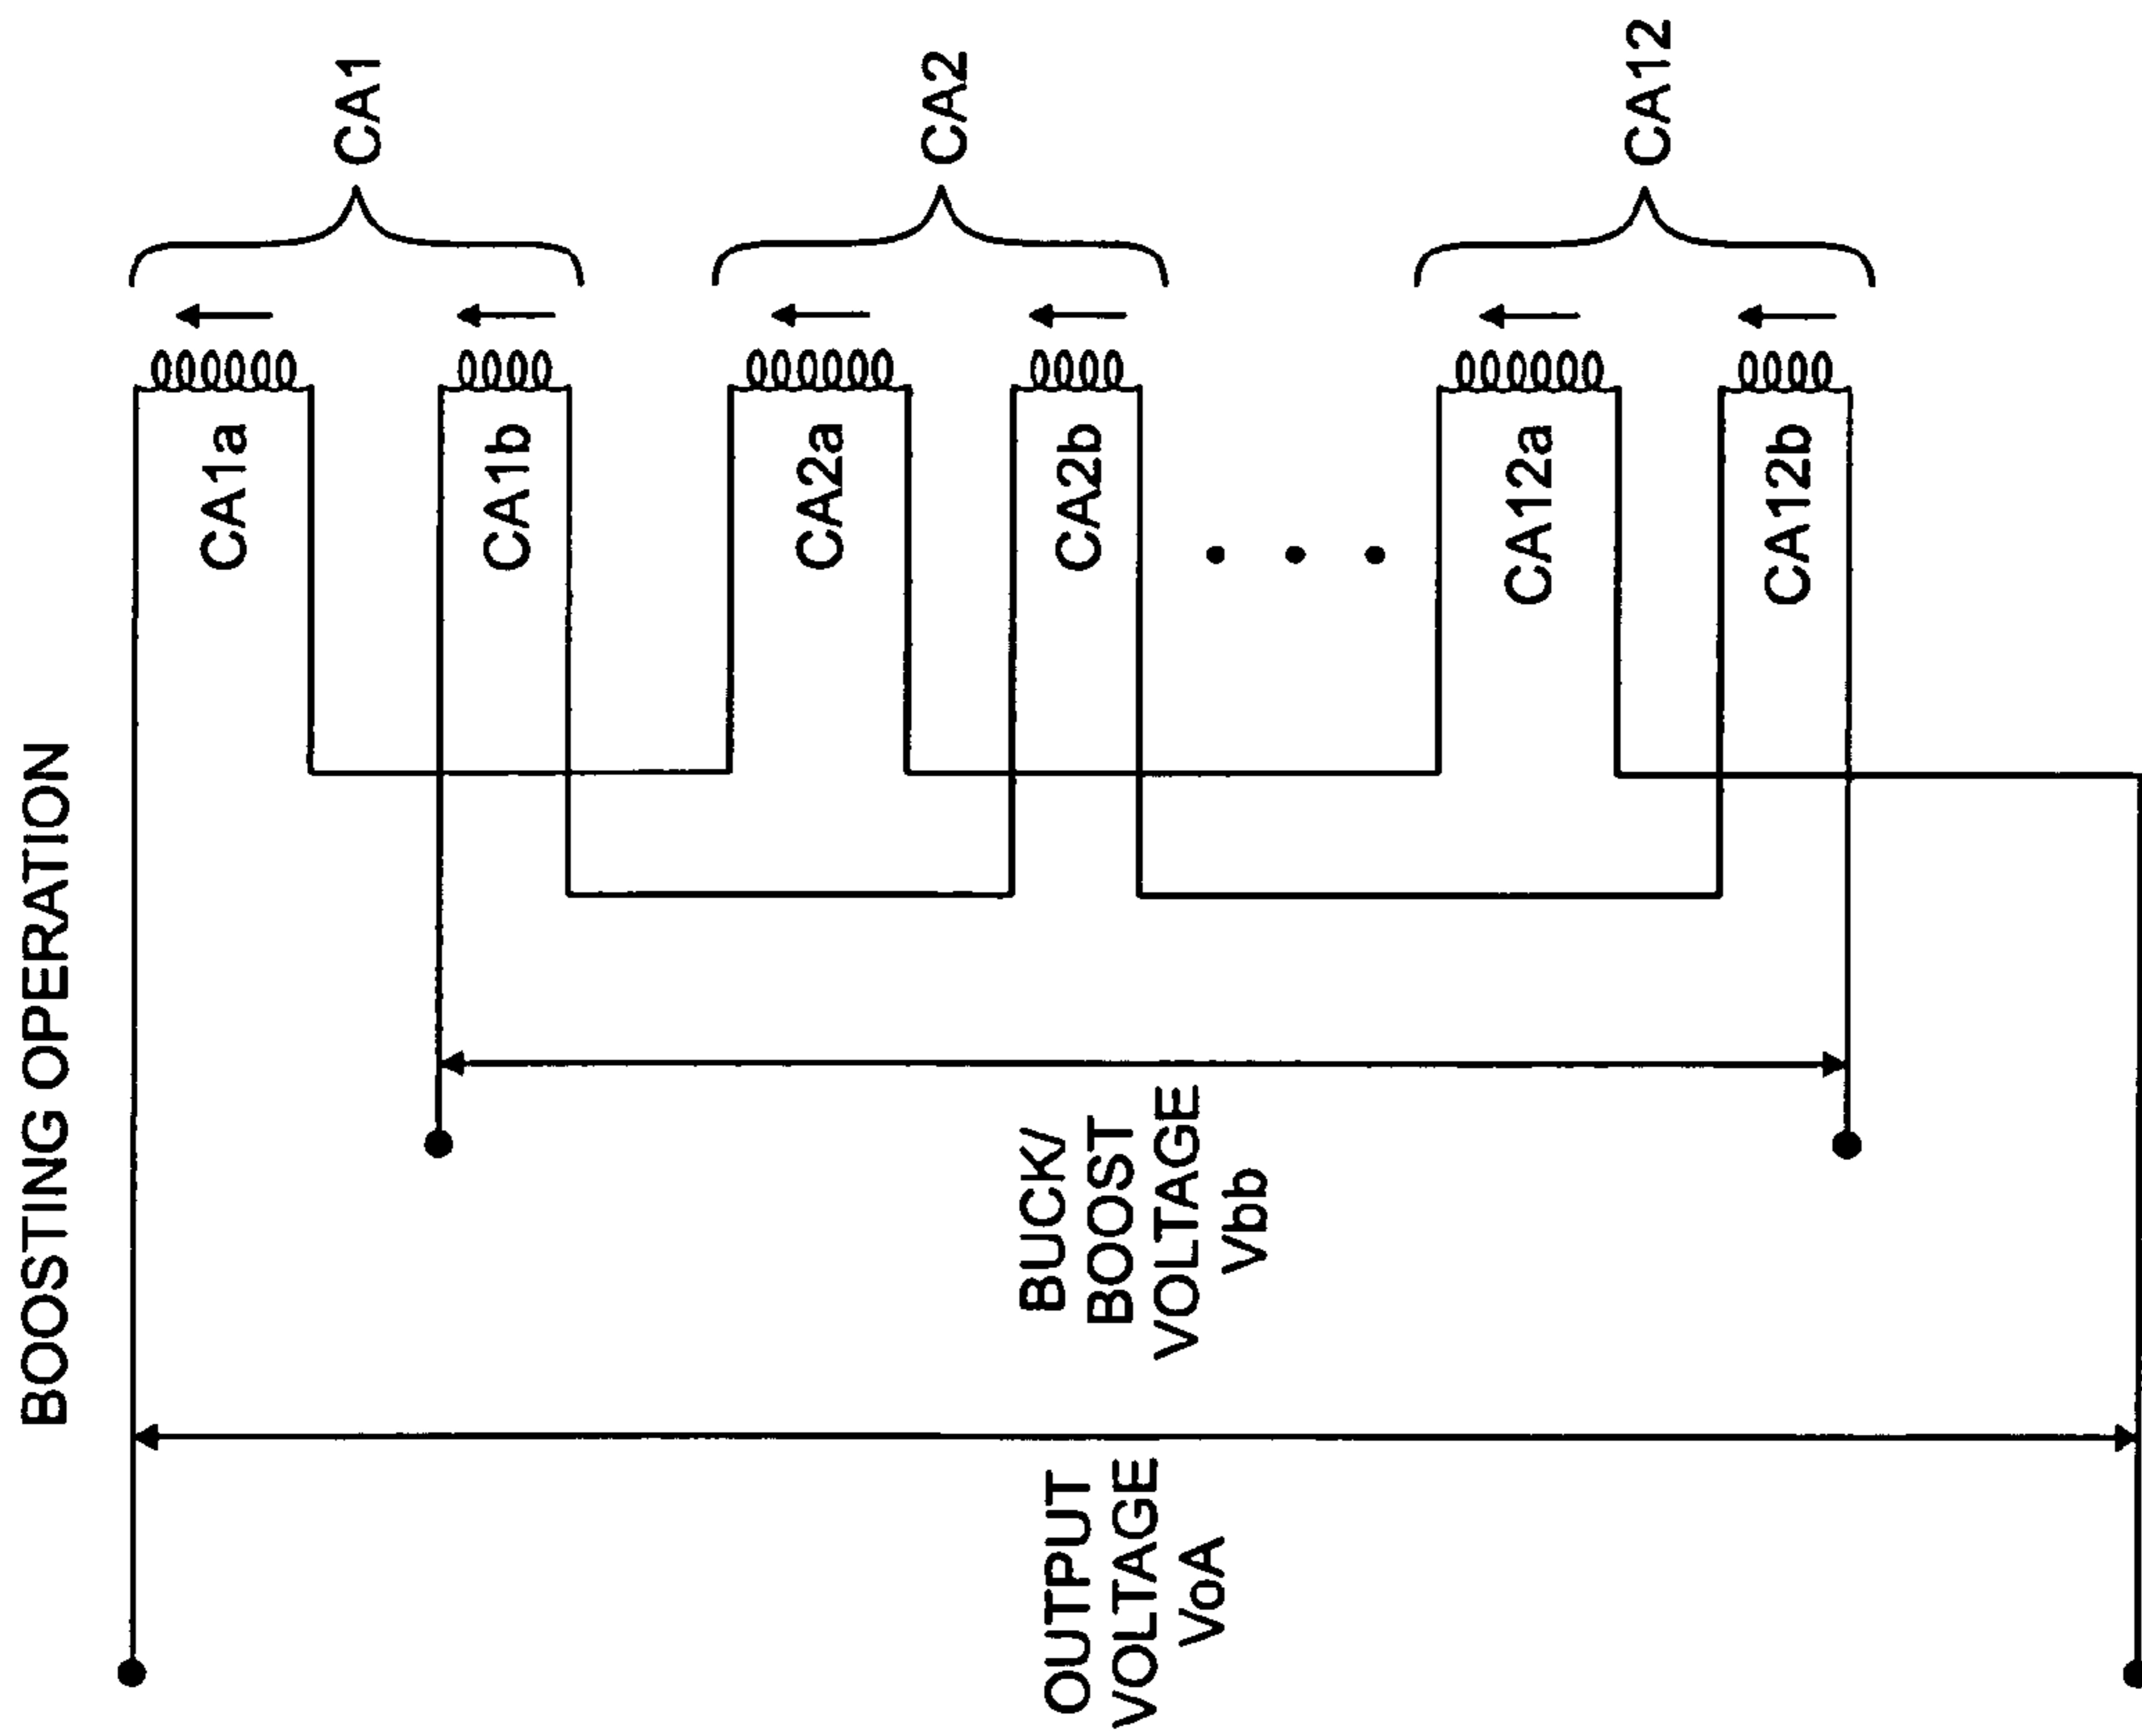 BOOSTING OPERATION
CA1
CA2
CA12
CA1a
CA1b
CA2a
CA2b
CA12a
CA12b
BUCK/
BOOST
VOLTAGE
Vbb
OUTPUT
VOLTAGE
VoA